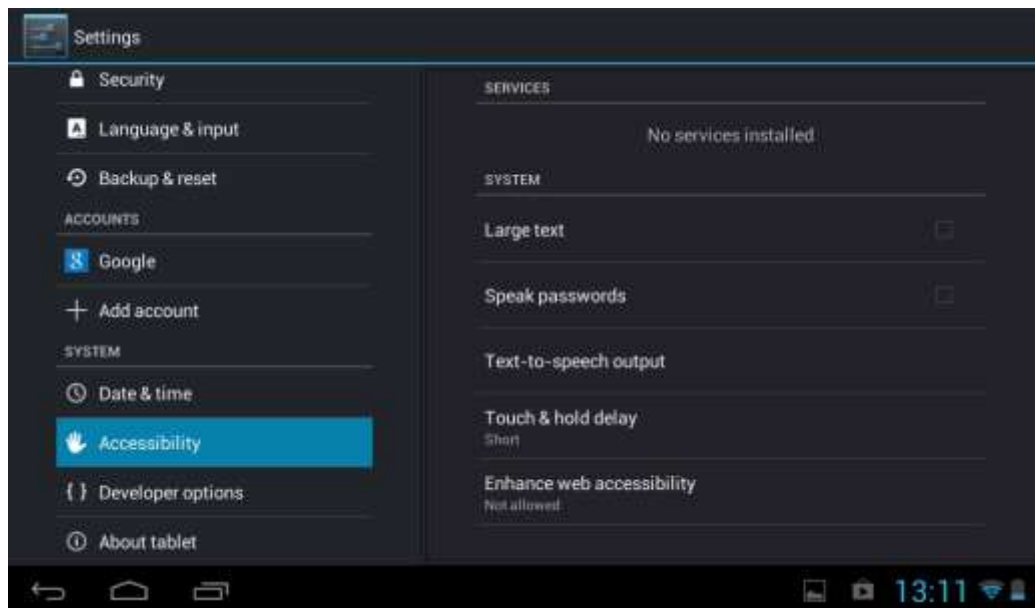 Settings
Security
Language & input
Backup & reset
ACCOUNTS
Google
Add account
SYSTEM
Date & time
Accessibility
{ } Developer options
About tablet
SERVICES
No services installed
SYSTEM
Large text
Speak passwords
Text-to-speech output
Touch & hold delay
Short
Enhance web accessibility
Not allowed
13:11